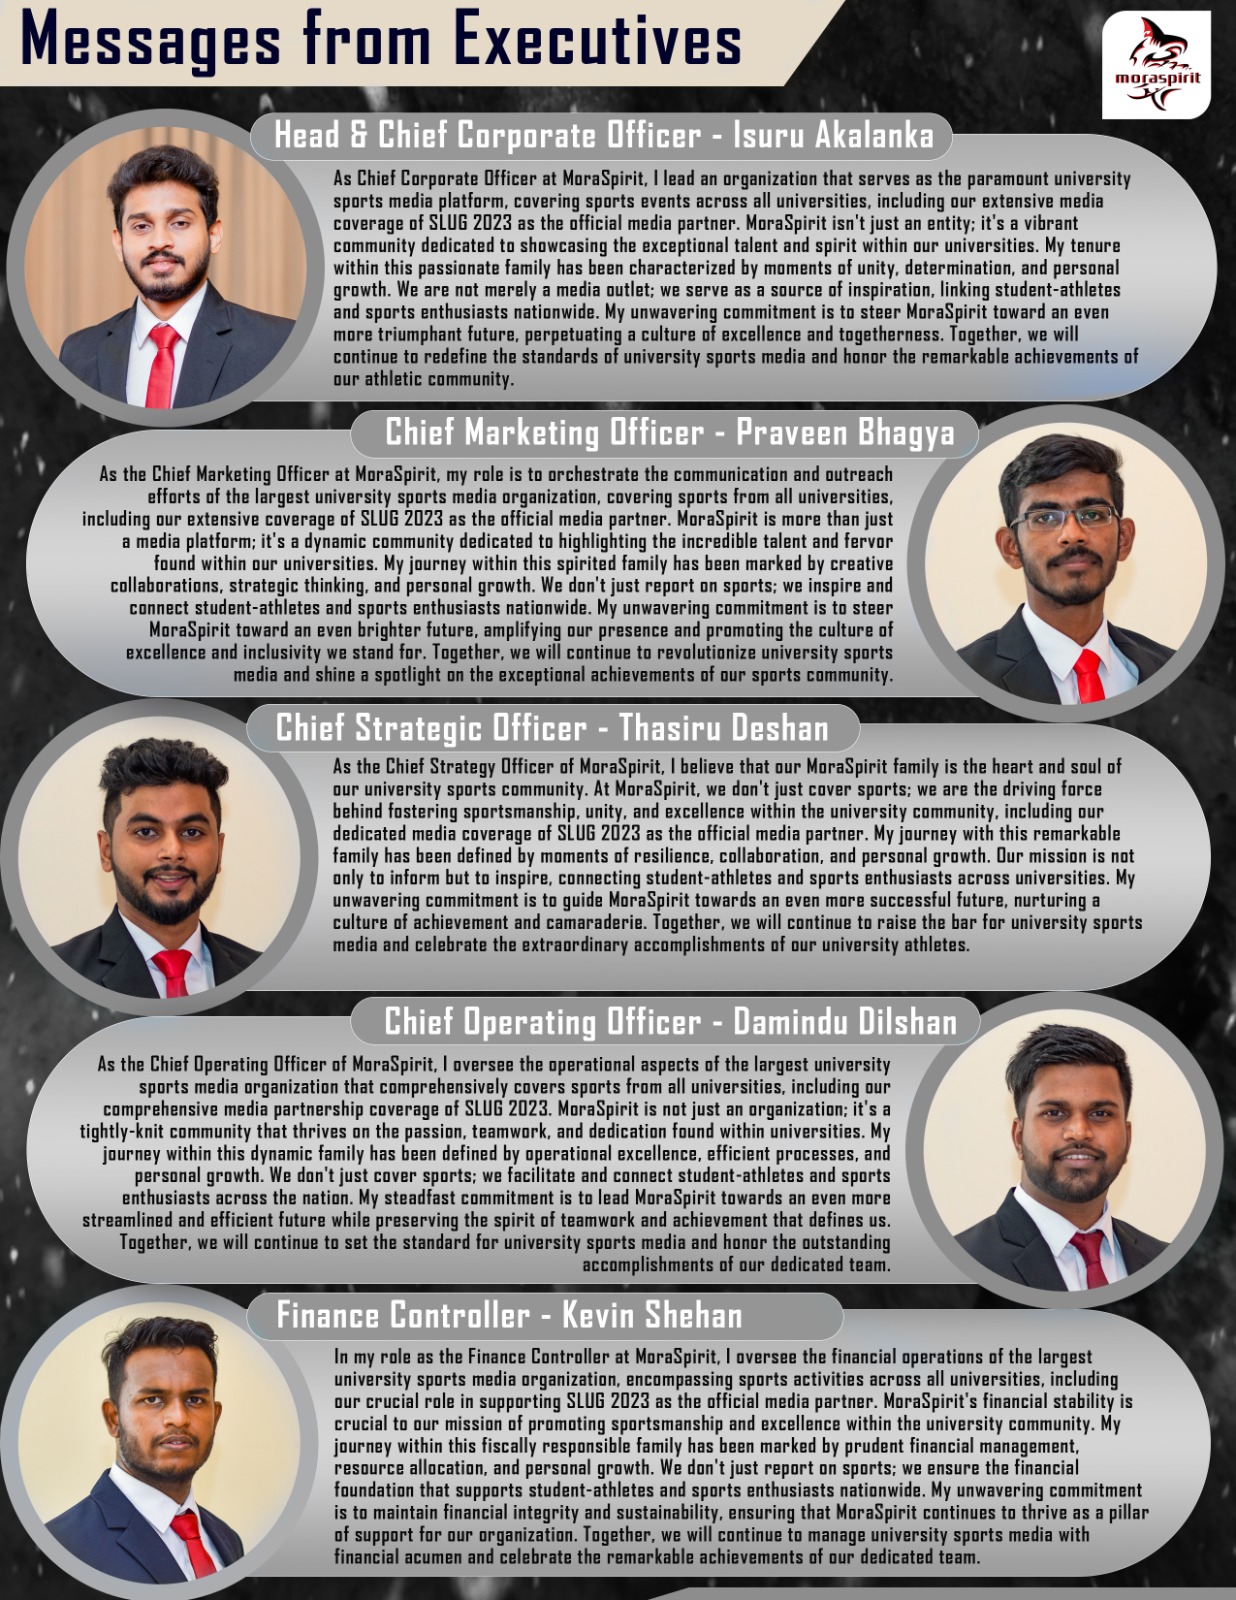 Messages from Executives
moraspirit
Head & Chief Corporate Officer - Isuru Akalanka
As Chief Corporate Officer at MoraSpirit, I lead an organization that serves as the paramount university
sports media platform, covering sports events across all universities, including our extensive media
coverage of SLUG 2023 as the official media partner. MoraSpirit isn't just an entity; it's a vibrant
community dedicated to showcasing the exceptional talent and spirit within our universities. My tenure
within this passionate family has been characterized by moments of unity, determination, and personal
growth. We are not merely a media outlet; we serve as a source of inspiration, linking student-athletes
and sports enthusiasts nationwide. My unwavering commitment is to steer MoraSpirit toward an even
more triumphant future, perpetuating a culture of excellence and togetherness. Together, we will
continue to redefine the standards of university sports media and honor the remarkable achievements of
our athletic community.
Chief Marketing Officer - Praveen Bhagya
As the Chief Marketing Officer at MoraSpirit, my role is to orchestrate the communication and outreach
efforts of the largest university sports media organization, covering sports from all universities,
including our extensive coverage of SLUG 2023 as the official media partner. MoraSpirit is more than just
a media platform; it's a dynamic community dedicated to highlighting the incredible talent and fervor
found within our universities. My journey within this spirited family has been marked by creative
collaborations, strategic thinking, and personal growth. We don't just report on sports; we inspire and
connect student-athletes and sports enthusiasts nationwide. My unwavering commitment is to steer
MoraSpirit toward an even brighter future, amplifying our presence and promoting the culture of
excellence and inclusivity we stand for. Together, we will continue to revolutionize university sports
media and shine a spotlight on the exceptional achievements of our sports community.
Chief Strategic Officer - Thasiru Deshan
As the Chief Strategy Officer of MoraSpirit, I believe that our MoraSpirit family is the heart and soul of
our university sports community. At MoraSpirit, we don't just cover sports; we are the driving force
behind fostering sportsmanship, unity, and excellence within the university community, including our
dedicated media coverage of SLUG 2023 as the official media partner. My journey with this remarkable
family has been defined by moments of resilience, collaboration, and personal growth. Our mission is not
only to inform but to inspire, connecting student-athletes and sports enthusiasts across universities. My
unwavering commitment is to guide MoraSpirit towards an even more successful future, nurturing a
culture of achievement and camaraderie. Together, we will continue to raise the bar for university sports
media and celebrate the extraordinary accomplishments of our university athletes.
Chief Operating Officer - Damindu Dilshan
As the Chief Operating Officer of MoraSpirit, I oversee the operational aspects of the largest university
sports media organization that comprehensively covers sports from all universities, including our
comprehensive media partnership coverage of SLUG 2023. MoraSpirit is not just an organization; it's a
tightly-knit community that thrives on the passion, teamwork, and dedication found within universities. My
journey within this dynamic family has been defined by operational excellence, efficient processes, and
personal growth. We don't just cover sports; we facilitate and connect student-athletes and sports
enthusiasts across the nation. My steadfast commitment is to lead MoraSpirit towards an even more
streamlined and efficient future while preserving the spirit of teamwork and achievement that defines us.
Together, we will continue to set the standard for university sports media and honor the outstanding
accomplishments of our dedicated team.
Finance Controller - Kevin Shehan
In my role as the Finance Controller at MoraSpirit, I oversee the financial operations of the largest
university sports media organization, encompassing sports activities across all universities, including
our crucial role in supporting SLUG 2023 as the official media partner. MoraSpirit's financial stability is
crucial to our mission of promoting sportsmanship and excellence within the university community. My
journey within this fiscally responsible family has been marked by prudent financial management,
resource allocation, and personal growth. We don't just report on sports; we ensure the financial
foundation that supports student-athletes and sports enthusiasts nationwide. My unwavering commitment
is to maintain financial integrity and sustainability, ensuring that MoraSpirit continues to thrive as a pillar
of support for our organization. Together, we will continue to manage university sports media with
financial acumen and celebrate the remarkable achievements of our dedicated team.